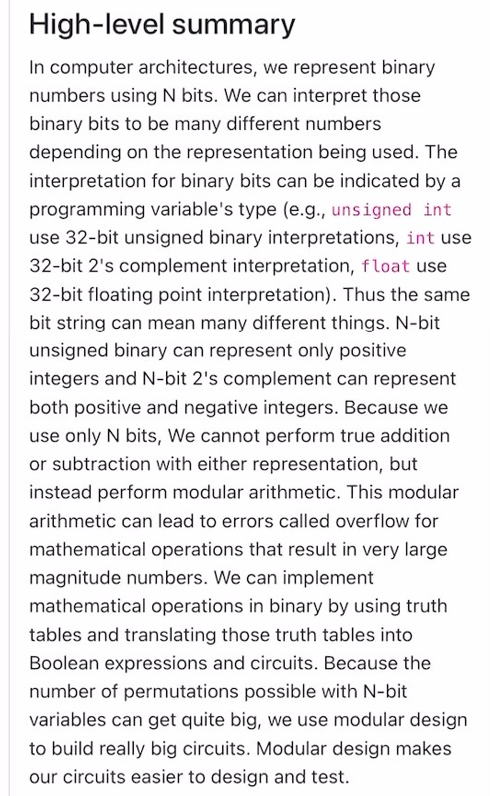 High-level summary
In computer architectures, we represent binary
numbers using N bits. We can interpret those
binary bits to be many different numbers
depending on the representation being used. The
interpretation for binary bits can be indicated by a
programming variable's type (e.g., unsigned int
use 32-bit unsigned binary interpretations, int use
32-bit 2's complement interpretation, float use
32-bit floating point interpretation). Thus the same
bit string can mean many different things. N-bit
unsigned binary can represent only positive
integers and N-bit 2's complement can represent
both positive and negative integers. Because we
use only N bits, We cannot perform true addition
or subtraction with either representation, but
instead perform modular arithmetic. This modular
arithmetic can lead to errors called overflow for
mathematical operations that result in very large
magnitude numbers. We can implement
mathematical operations in binary by using truth
tables and translating those truth tables into
Boolean expressions and circuits. Because the
number of permutations possible with N-bit
variables can get quite big, we use modular design
to build really big circuits. Modular design makes
our circuits easier to design and test.